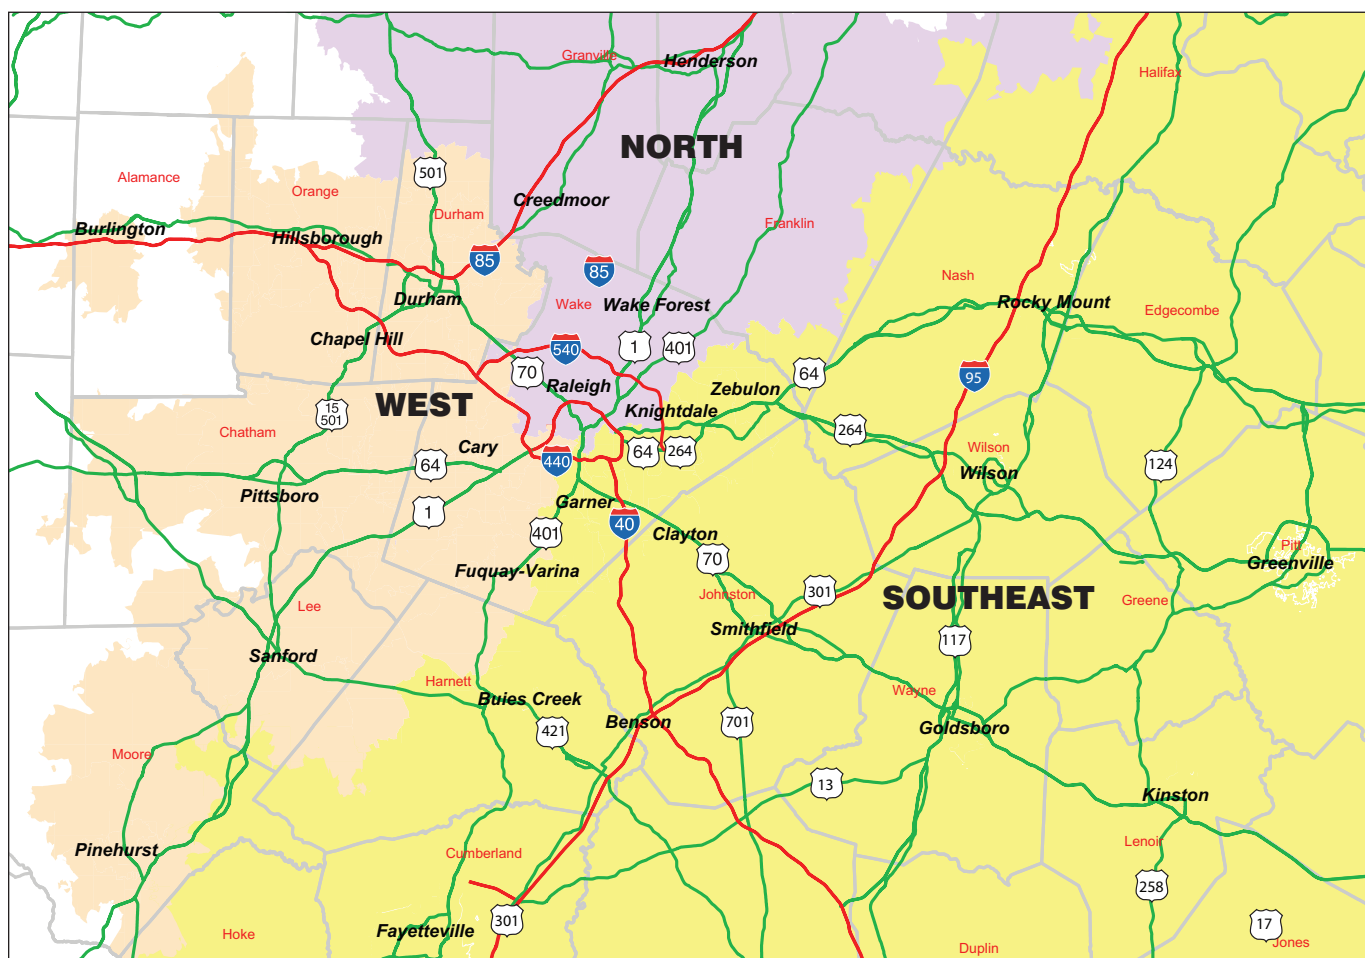 Granville
Henderson
Halifax
NORTH
501
Alamance
Orange
Creedmoor
Durham
Franklin
Burlington
Hillsborough
85
85
Nash
Durham
Wake
Wake Forest
Rocky Mount
Edgecombe
Chapel Hill
540
1
401
70
64
95
Raleigh
Zebulon
WEST
15
501
Knightdale
Chatham
264
Cary
64
440
64
264
Wilson
Wilson
124
Pittsboro
1
Garner
40
401
Clayton
70
Pitt
Greenville
Fuquay-Varina
Johnston
301
SOUTHEAST
Greene
Lee
Smithfield
117
Sanford
Harnett
Wayne
Buies Creek
Benson
701
Goldsboro
421
Moore
13
Kinston
Pinehurst
Cumberland
Lenoir
258
301
Fayetteville
17
Hoke
Duplin
Jones